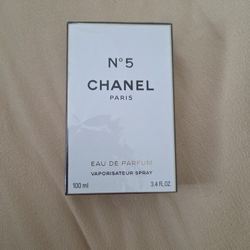 N°5
CHANEL
PARIS
EAU DE PARFUM
VAPORISATEUR SPRAY
100 ml 3.4 FL. OZ.